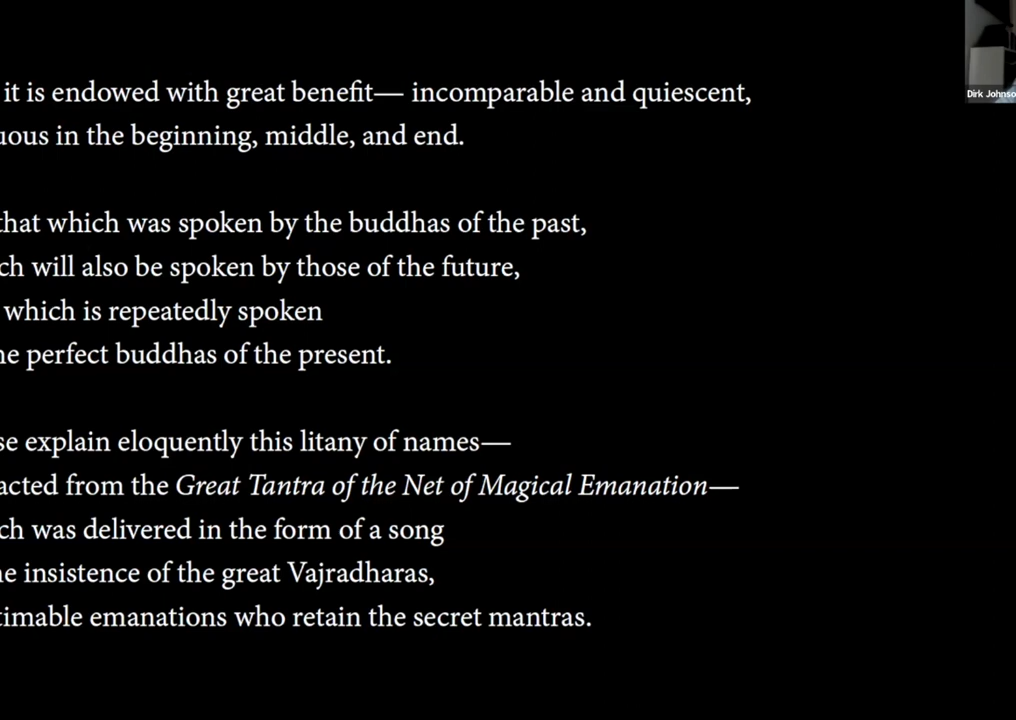 it is endowed with great benefit— incomparable and quiescent,
uous in the beginning, middle, and end.
that which was spoken by the buddhas of the past,
ch will also be spoken by those of the future,
which is repeatedly spoken
he perfect buddhas of the present.
se explain eloquently this litany of names—
acted from the Great Tantra of the Net of Magical Emanation—
ch was delivered in the form of a song
he insistence of the great Vajradharas,
timable emanations who retain the secret mantras.
Dirk Johnso